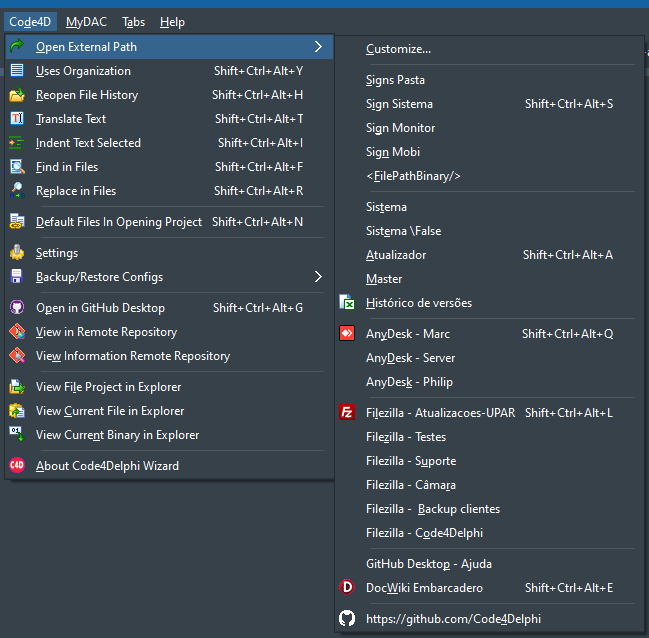 Code4D MyDAC Tabs Help
Open External Path
Uses Organization Shift+Ctrl+Alt+Y
Reopen File History Shift+Ctrl+Alt+H
Translate Text Shift+Ctrl+Alt+T
Indent Text Selected Shift+Ctrl+Alt+I
Find in Files Shift+Ctrl+Alt+F
Replace in Files Shift+Ctrl+Alt+R
Default Files In Opening Project Shift+Ctrl+Alt+N
Settings
Backup/Restore Configs
Open in GitHub Desktop Shift+Ctrl+Alt+G
View in Remote Repository
View Information Remote Repository
View File Project in Explorer
View Current File in Explorer
View Current Binary in Explorer
C4D About Code4Delphi Wizard
Customize...
Signs Pasta
Sign Sistema Shift+Ctrl+Alt+S
Sign Monitor
Sign Mobi
<FilePathBinary/>
Sistema
Sistema \False
Atualizador Shift+Ctrl+Alt+A
Master
Histórico de versões
AnyDesk - Marc Shift+Ctrl+Alt+Q
AnyDesk - Server
AnyDesk - Philip
Fz Filezilla - Atualizacoes-UPAR Shift+Ctrl+Alt+L
Filezilla - Testes
Filezilla - Suporte
Filezilla - Câmara
Filezilla - Backup clientes
Filezilla - Code4Delphi
GitHub Desktop - Ajuda
D DocWiki Embarcadero Shift+Ctrl+Alt+E
https://github.com/Code4Delphi